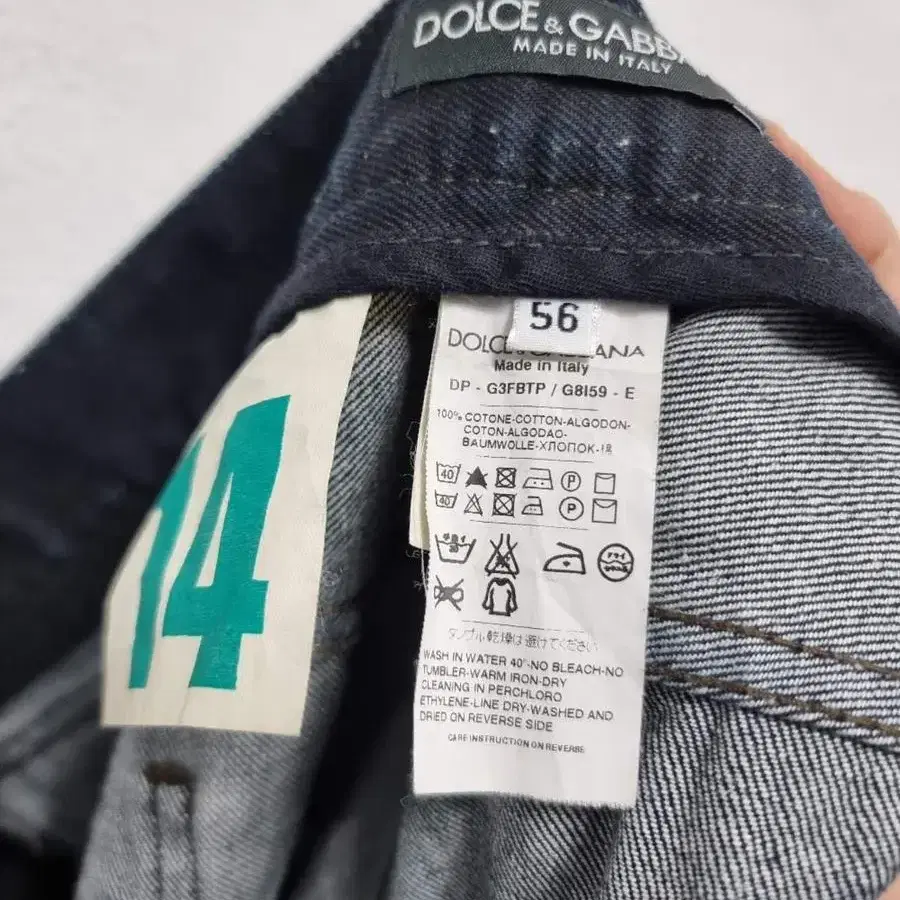 DOLCE & GABBA
MADE IN ITALY
56
DOLCE & GABBANA
Made in Italy
DP - G3FBTP / G8I59 - E
100% COTONE-COTTON-ALGODON-
COTON-ALGODAO-
BAUMWOLLE-ХЛОПОК-棉
40 P
40 P
タンブル乾燥は避けてください
WASH IN WATER 40°-NO BLEACH-NO
TUMBLER-WARM IRON-DRY
CLEANING IN PERCHLORO
ETHYLENE-LINE DRY-WASHED AND
DRIED ON REVERSE SIDE
CARE INSTRUCTION ON REVERSE
14